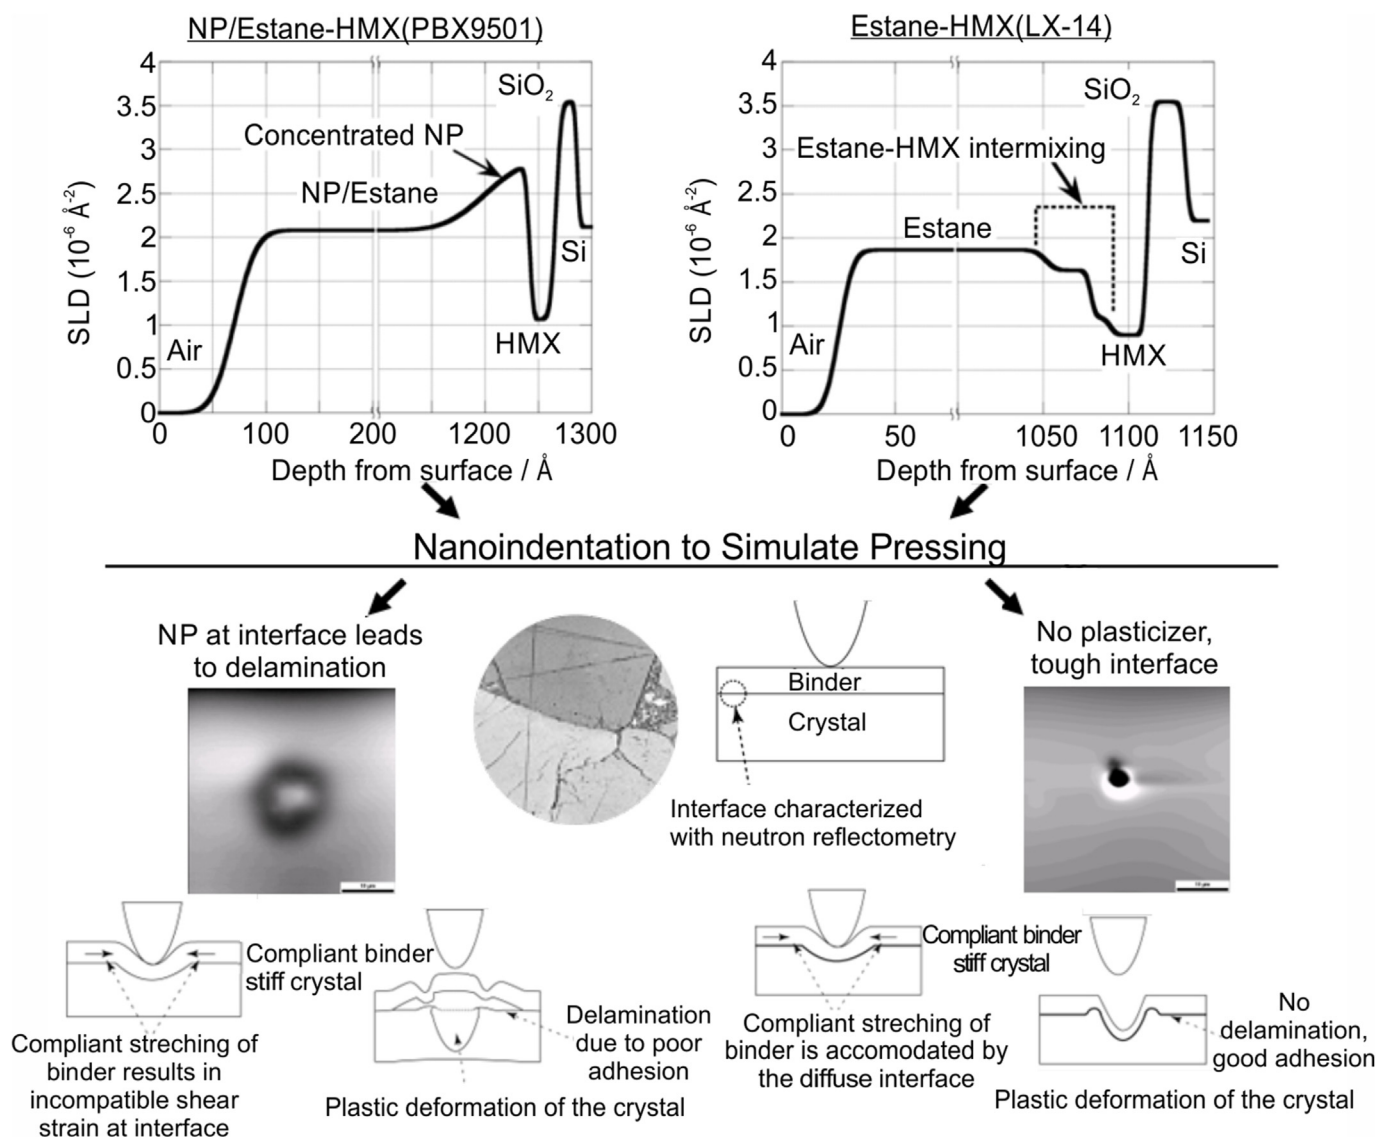 NP/Estane-HMX(PBX9501)
4
3.5
3
2.5
2
1.5
1
0.5
0
SLD (10⁻⁶ Å⁻²)
SiO₂
Concentrated NP
NP/Estane
Si
Air
HMX
0 100 200 1200 1300
Depth from surface / Å
Estane-HMX(LX-14)
4
3.5
3
2.5
2
1.5
1
0.5
0
SLD (10⁻⁶ Å⁻²)
SiO₂
Estane-HMX intermixing
Estane
Si
Air
HMX
0 50 1050 1100 1150
Depth from surface / Å
Nanoindentation to Simulate Pressing
NP at interface leads
to delamination
Binder
Crystal
Interface characterized
with neutron reflectometry
No plasticizer,
tough interface
Compliant binder
stiff crystal
Compliant streching of
binder results in
incompatible shear
strain at interface
Delamination
due to poor
adhesion
Plastic deformation of the crystal
Compliant binder
stiff crystal
Compliant streching of
binder is accomodated by
the diffuse interface
No
delamination,
good adhesion
Plastic deformation of the crystal